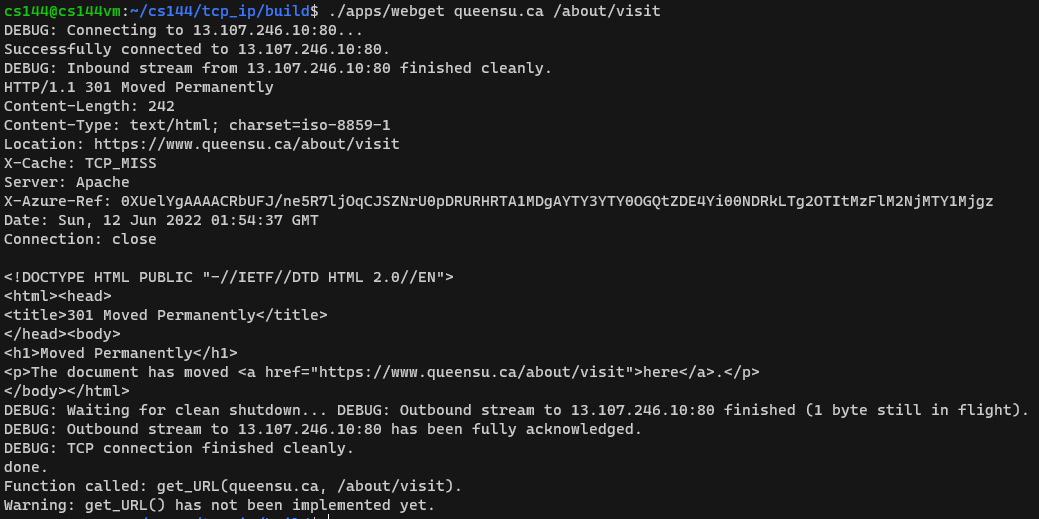 cs144@cs144vm:~/cs144/tcp_ip/build$ ./apps/webget queensu.ca /about/visit
DEBUG: Connecting to 13.107.246.10:80...
Successfully connected to 13.107.246.10:80.
DEBUG: Inbound stream from 13.107.246.10:80 finished cleanly.
HTTP/1.1 301 Moved Permanently
Content-Length: 242
Content-Type: text/html; charset=iso-8859-1
Location: https://www.queensu.ca/about/visit
X-Cache: TCP_MISS
Server: Apache
X-Azure-Ref: 0XUelYgAAAACRbUFJ/ne5R7ljOqCJSZNrU0pDRURHRTA1MDgAYTY3YTY0OGQtZDE4Yi00NDRkLTg2OTItMzFlM2NjMTY1Mjgz
Date: Sun, 12 Jun 2022 01:54:37 GMT
Connection: close
<!DOCTYPE HTML PUBLIC "-//IETF//DTD HTML 2.0//EN">
<html><head>
<title>301 Moved Permanently</title>
</head><body>
<h1>Moved Permanently</h1>
<p>The document has moved <a href="https://www.queensu.ca/about/visit">here</a>.</p>
</body></html>
DEBUG: Waiting for clean shutdown... DEBUG: Outbound stream to 13.107.246.10:80 finished (1 byte still in flight).
DEBUG: Outbound stream to 13.107.246.10:80 has been fully acknowledged.
DEBUG: TCP connection finished cleanly.
done.
Function called: get_URL(queensu.ca, /about/visit).
Warning: get_URL() has not been implemented yet.